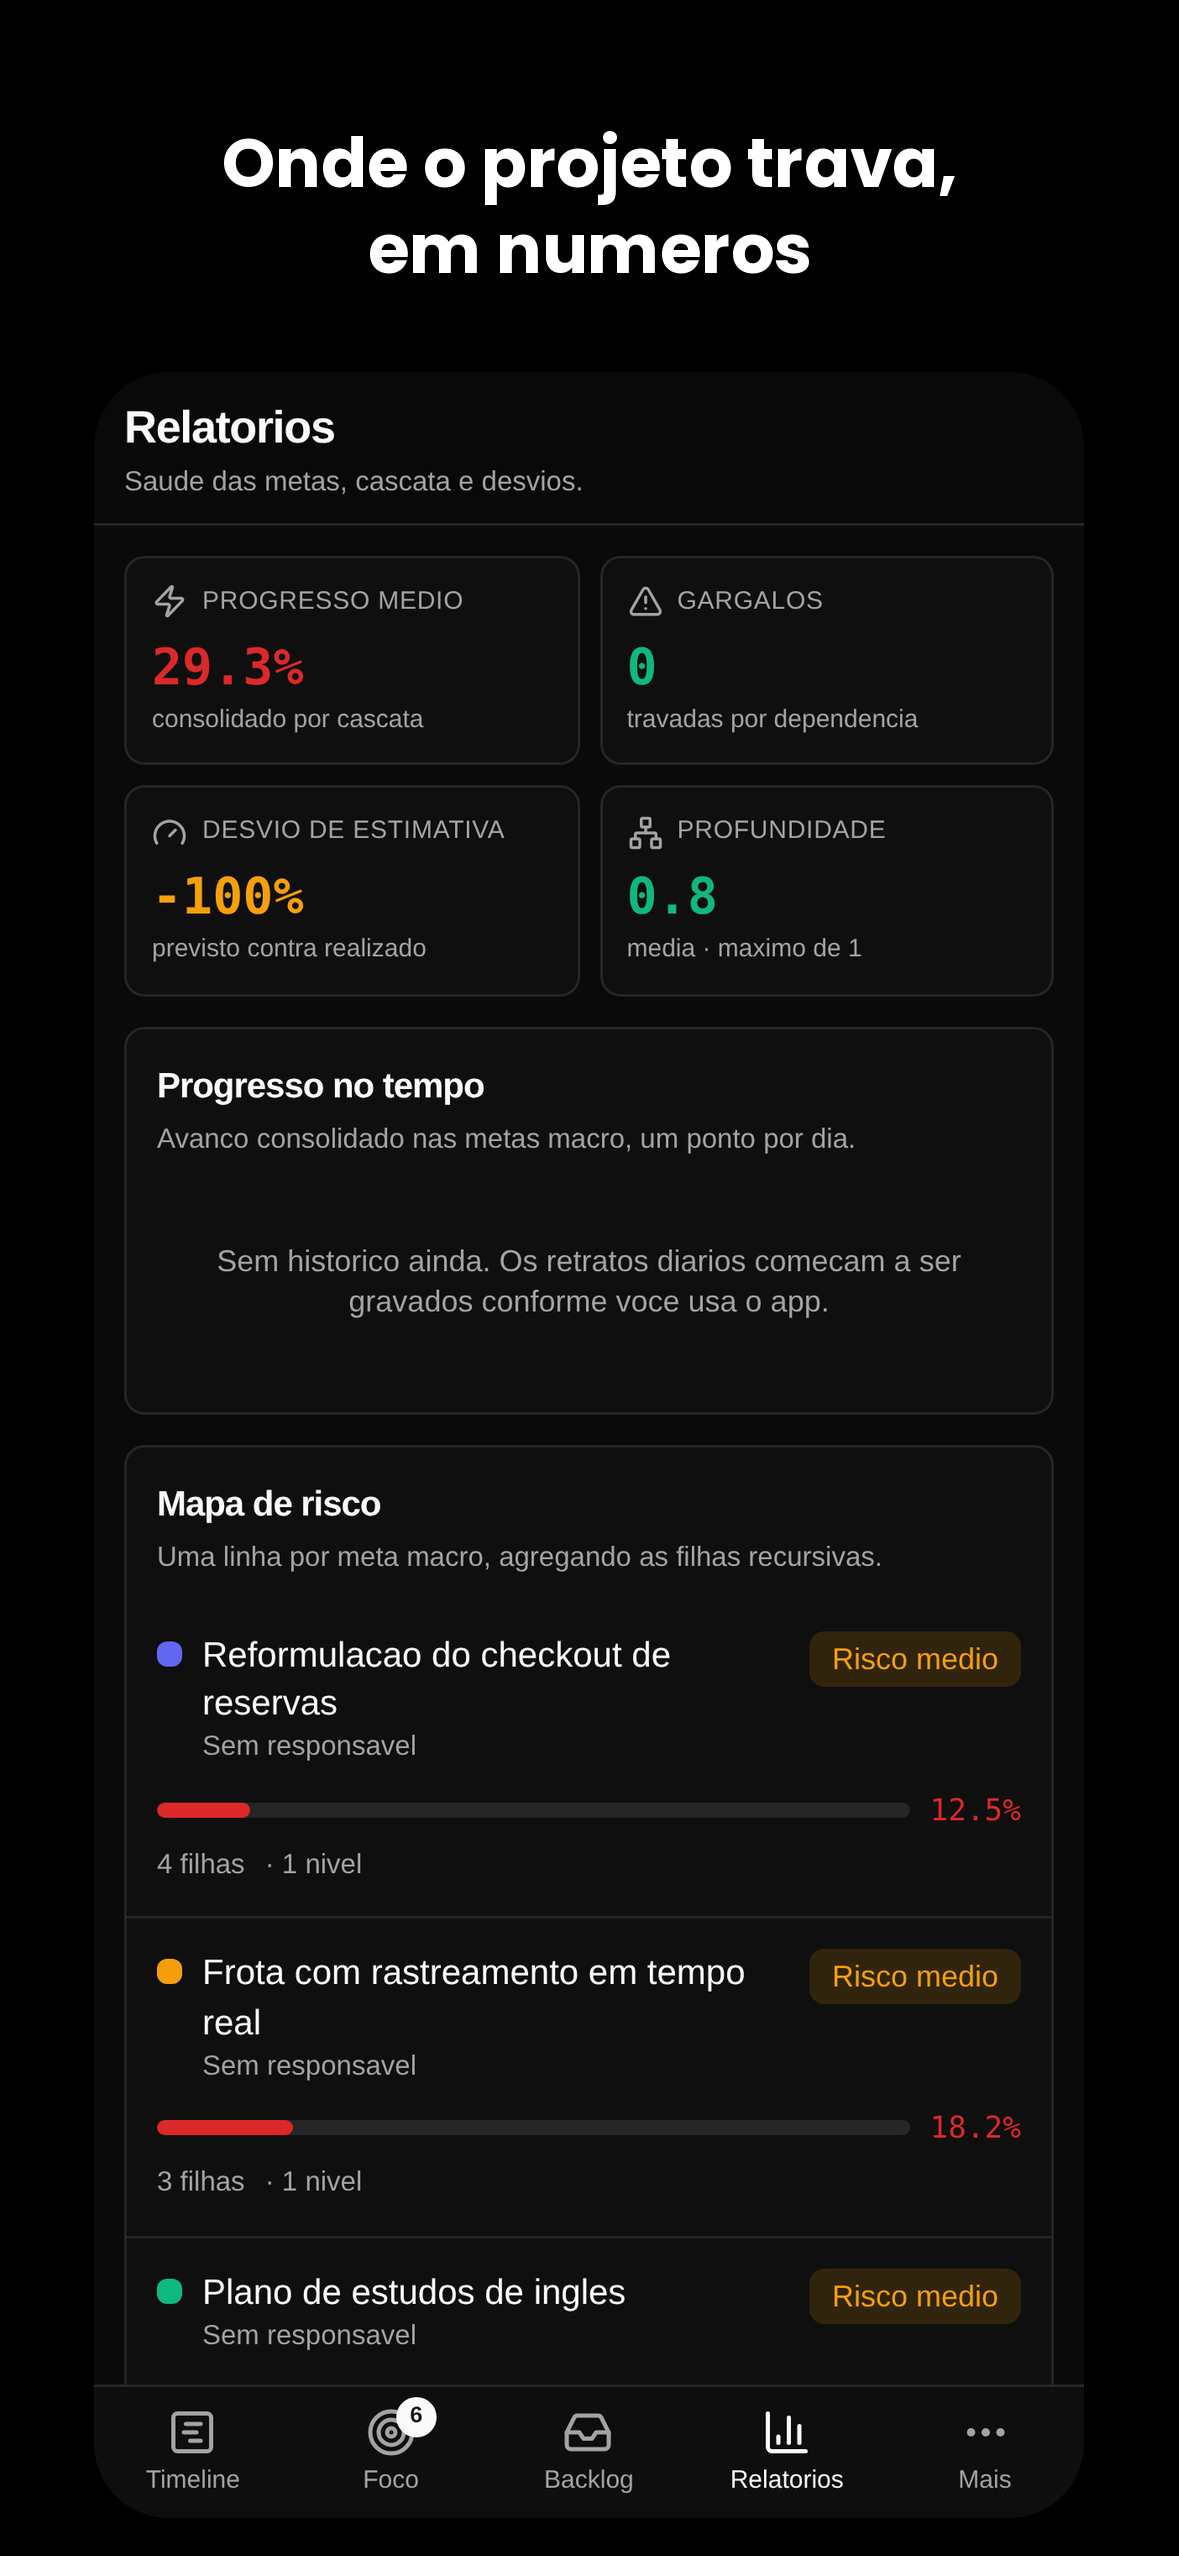 Onde o projeto trava,
em numeros
Relatorios
Saude das metas, cascata e desvios.
PROGRESSO MEDIO
29.3%
consolidado por cascata
GARGALOS
0
travadas por dependencia
DESVIO DE ESTIMATIVA
-100%
previsto contra realizado
PROFUNDIDADE
0.8
media · maximo de 1
Progresso no tempo
Avanco consolidado nas metas macro, um ponto por dia.
Sem historico ainda. Os retratos diarios comecam a ser
gravados conforme voce usa o app.
Mapa de risco
Uma linha por meta macro, agregando as filhas recursivas.
Reformulacao do checkout de
reservas
Risco medio
Sem responsavel
12.5%
4 filhas · 1 nivel
Frota com rastreamento em tempo
real
Risco medio
Sem responsavel
18.2%
3 filhas · 1 nivel
Plano de estudos de ingles
Risco medio
Sem responsavel
6
Timeline
Foco
Backlog
Relatorios
Mais